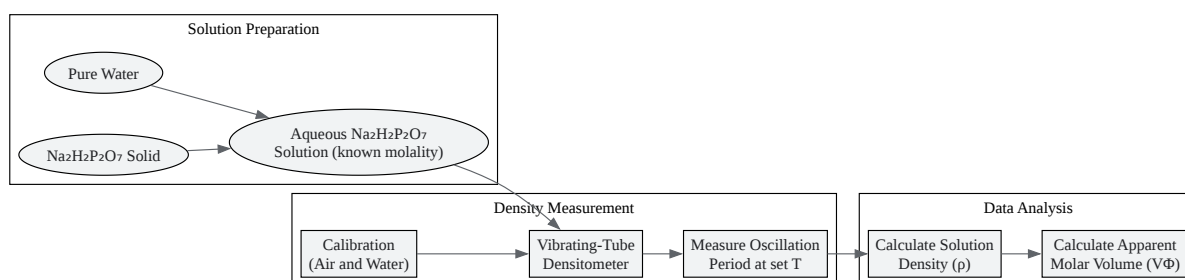 Solution Preparation
Pure Water
Na₂H₂P₂O₇ Solid
Aqueous Na₂H₂P₂O₇
Solution (known molality)
Density Measurement
Calibration
(Air and Water)
Vibrating-Tube
Densitometer
Measure Oscillation
Period at set T
Data Analysis
Calculate Solution
Density (ρ)
Calculate Apparent
Molar Volume (VΦ)